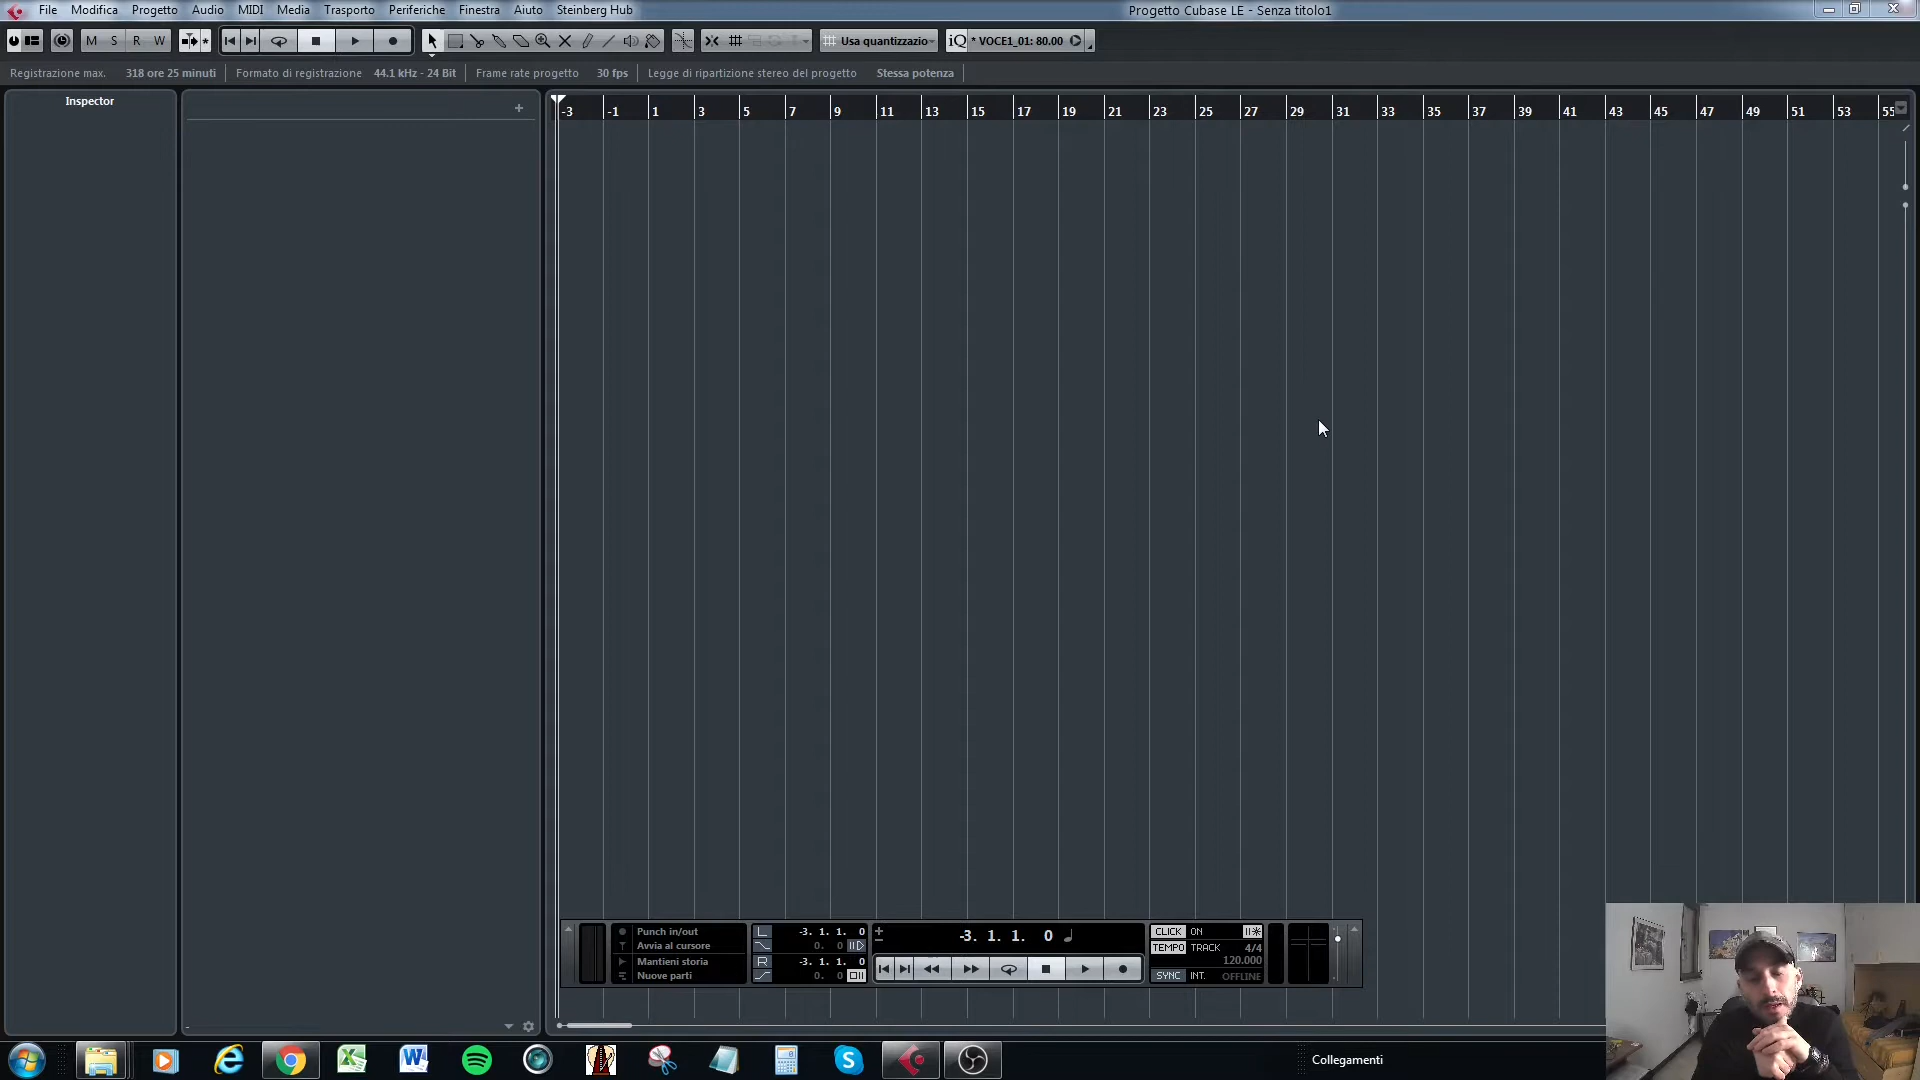 File Modifica Progetto Audio MIDI Media Trasporto Periferiche Finestra Aiuto Steinberg Hub
Progetto Cubase LE - Senza titolo1
M S R W
Usa quantizzazio
iQ * VOCE1_01: 80.00
Registrazione max. 318 ore 25 minuti
Formato di registrazione 44.1 kHz - 24 Bit
Frame rate progetto 30 fps
Legge di ripartizione stereo del progetto Stessa potenza
Inspector
-3 -1 1 3 5 7 9 11 13 15 17 19 21 23 25 27 29 31 33 35 37 39 41 43 45 47 49 51 53 55
Punch in/out
Avvia al cursore
Mantieni storia
Nuove parti
L -3. 1. 1. 0
0. 0
R -3. 1. 1. 0
0. 0
-3. 1. 1. 0
CLICK ON
TEMPO TRACK 4/4
120.000
SYNC INT. OFFLINE
Collegamenti